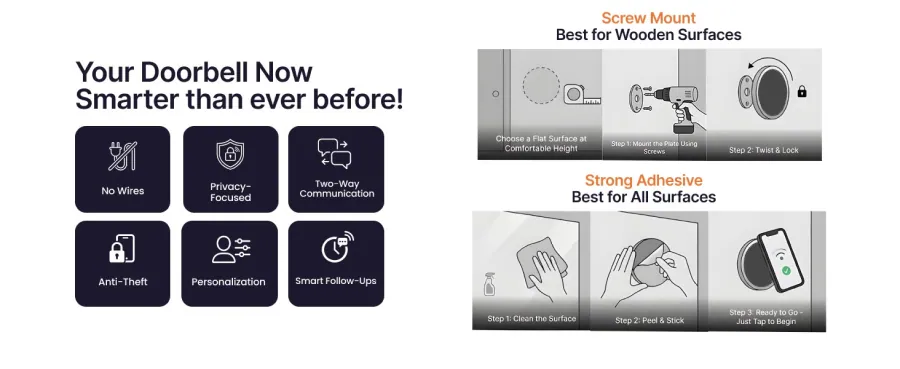 Your Doorbell Now
Smarter than ever before!
No Wires
Privacy-
Focused
Two-Way
Communication
Anti-Theft
Personalization
Smart Follow-Ups
Screw Mount
Best for Wooden Surfaces
Choose a Flat Surface at
Comfortable Height
Step 1: Mount the Plate Using
Screws
Step 2: Twist & Lock
Strong Adhesive
Best for All Surfaces
Step 1: Clean the Surface
Step 2: Peel & Stick
Step 3: Ready to Go -
Just Tap to Begin